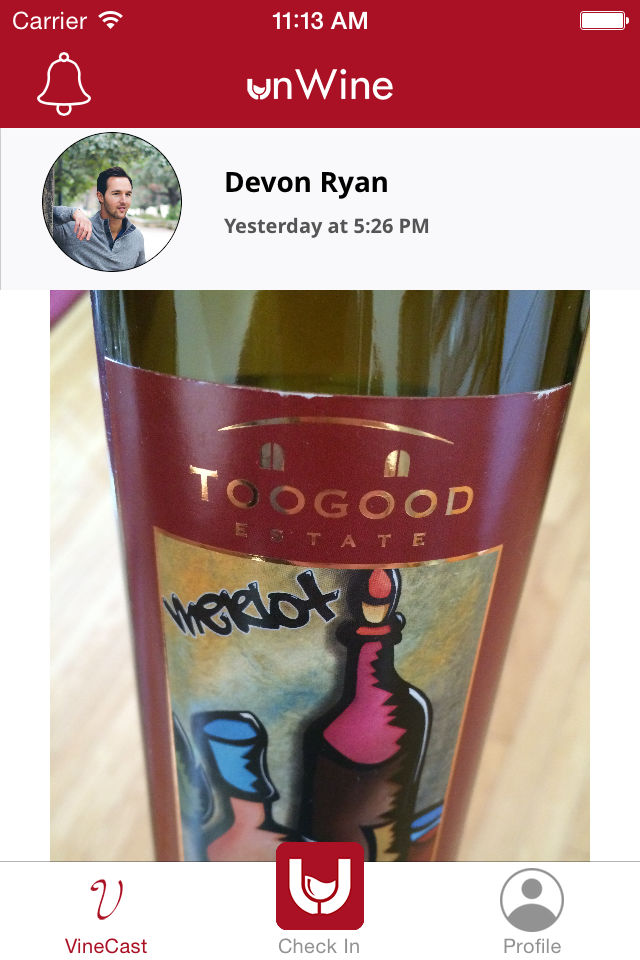 Carrier 11:13 AM
unWine
Devon Ryan
Yesterday at 5:26 PM
TOOGOOD
ESTATE
merlot
VineCast Check In Profile